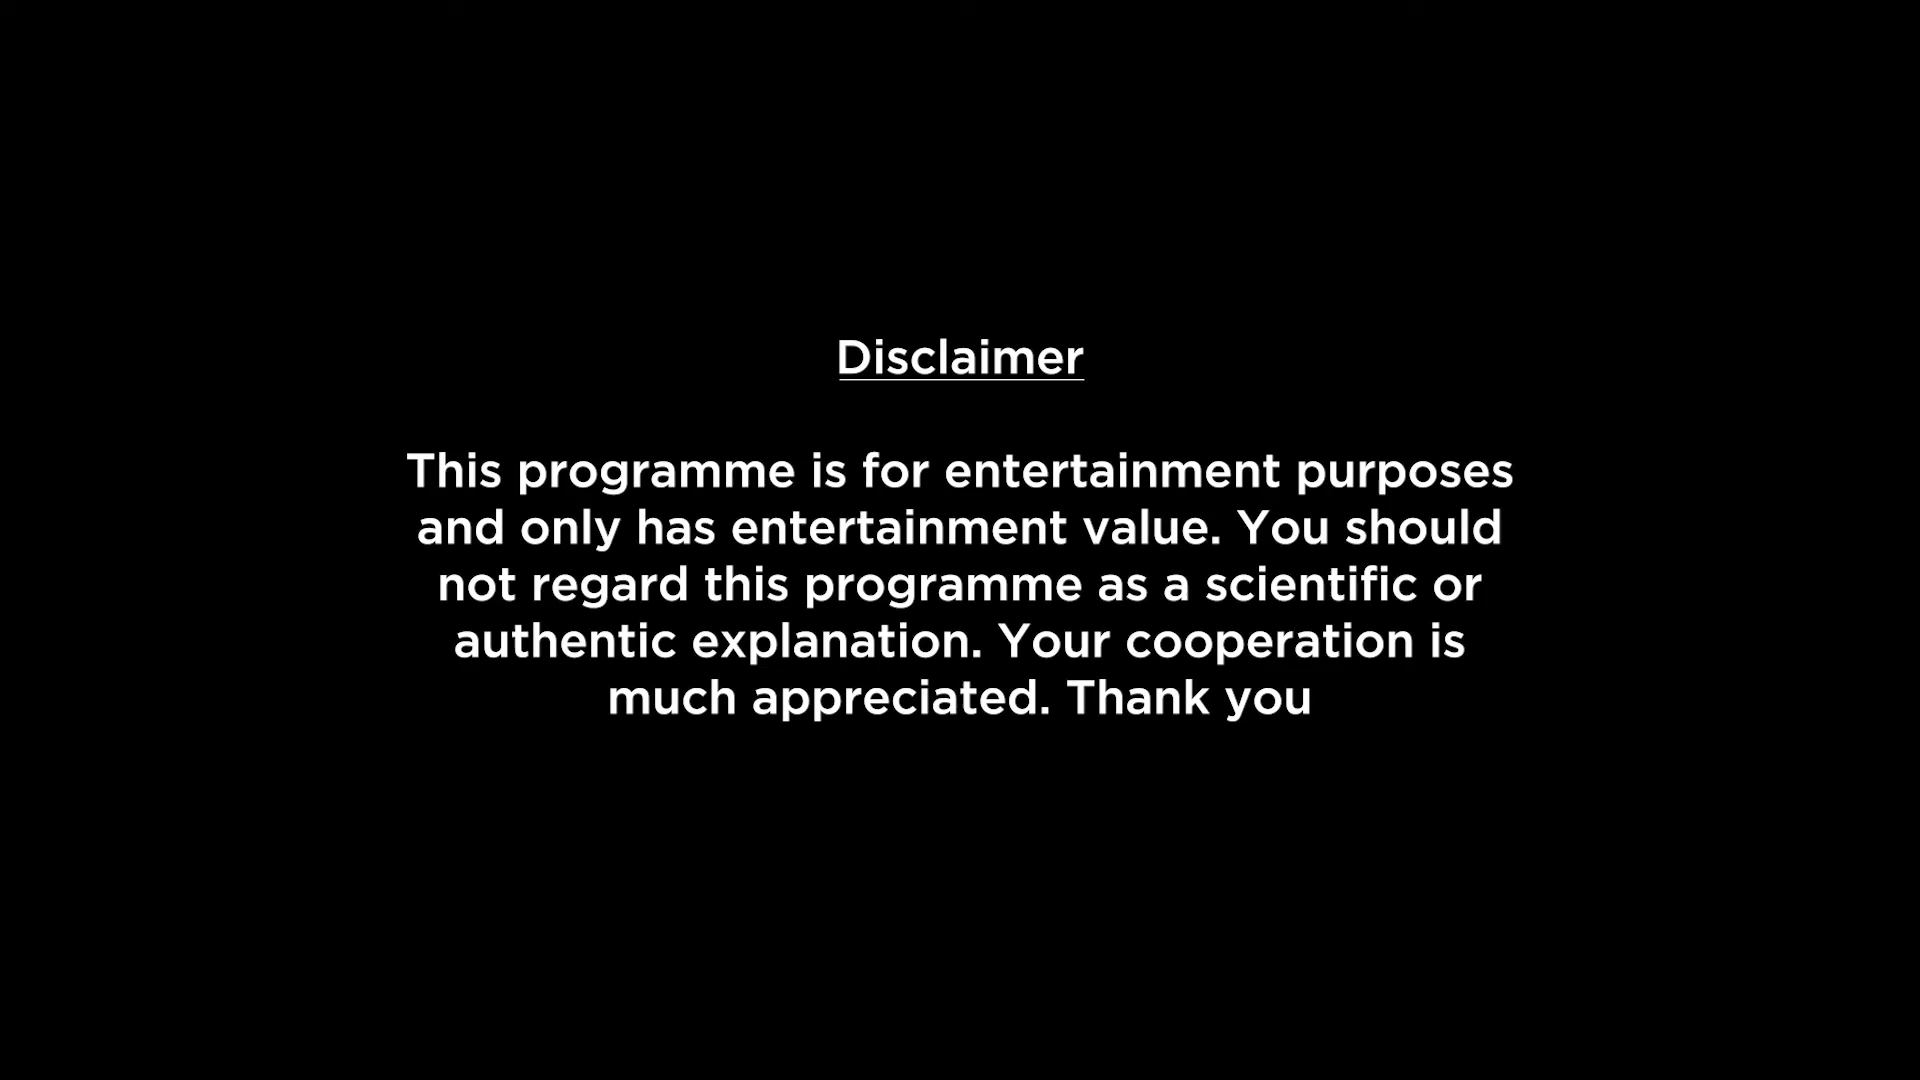 Disclaimer
This programme is for entertainment purposes
and only has entertainment value. You should
not regard this programme as a scientific or
authentic explanation. Your cooperation is
much appreciated. Thank you